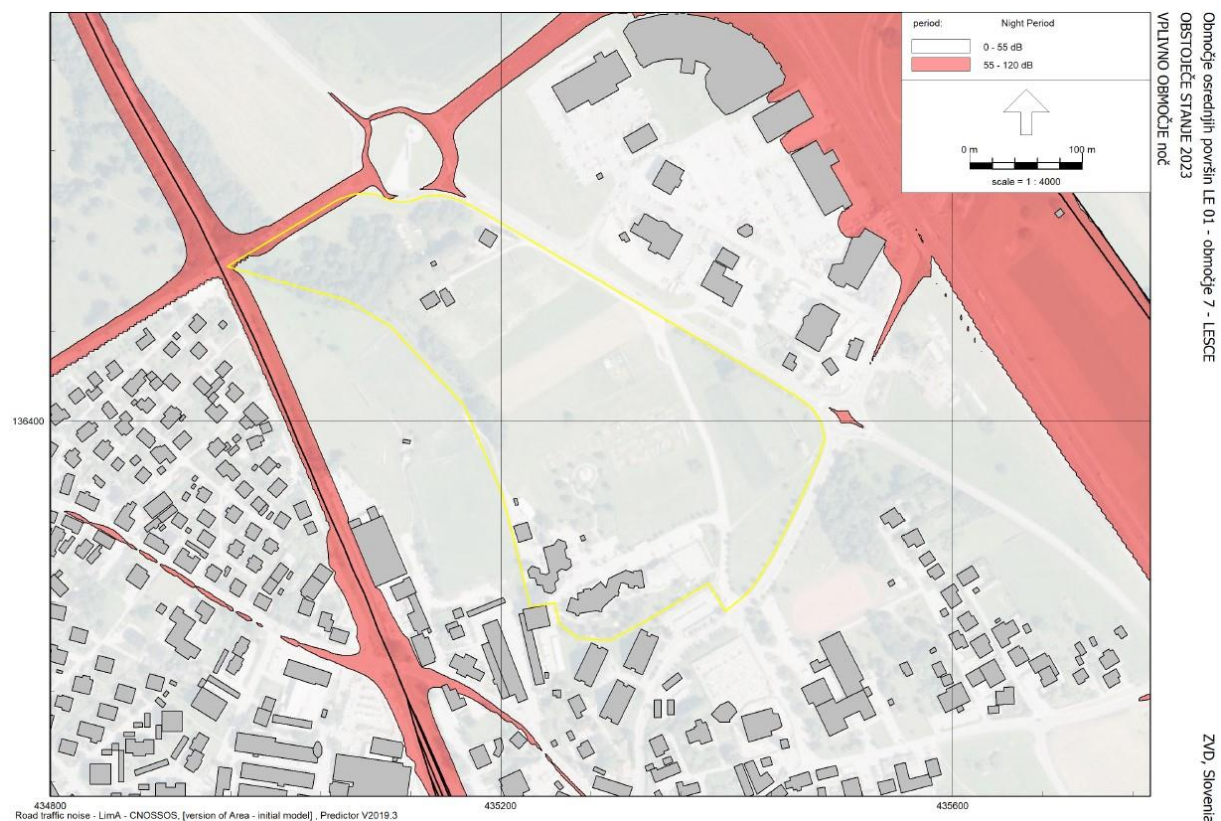 period: Night Period
0 - 55 dB
55 - 120 dB
0 m 100 m
scale = 1 : 4000
Območje osrednjih površin LE 01 - območje 7 - LESCE
OBSTOJEČE STANJE 2023
VPLIVNO OBMOČJE noč
ZVD, Slovenia
136400
434800 435200 435600
Road traffic noise - LimA - CNOSSOS, [version of Area - initial model] , Predictor V2019.3